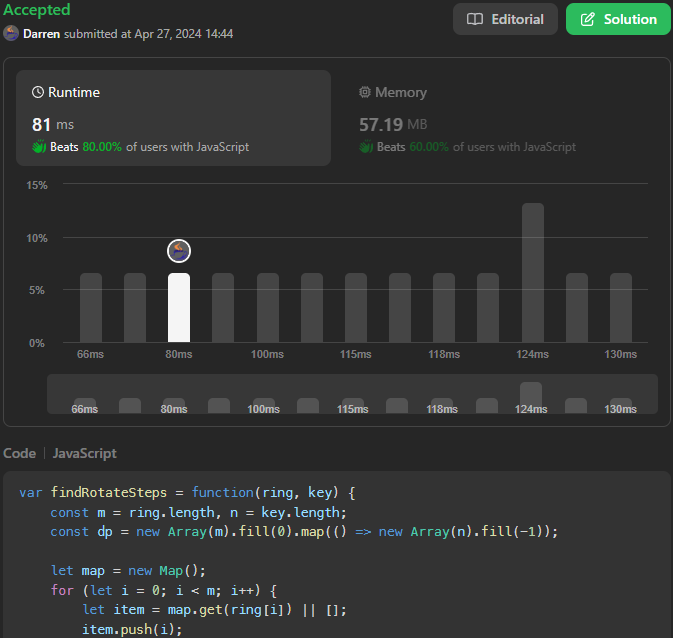 Accepted
Editorial
Solution
Darren submitted at Apr 27, 2024 14:44
Runtime
81 ms
Beats 80.00% of users with JavaScript
Memory
57.19 MB
Beats 60.00% of users with JavaScript
15%
10%
5%
0%
66ms 80ms 100ms 115ms 118ms 124ms 130ms
66ms 80ms 100ms 115ms 118ms 124ms 130ms
Code | JavaScript
var findRotateSteps = function(ring, key) {
    const m = ring.length, n = key.length;
    const dp = new Array(m).fill(0).map(() => new Array(n).fill(-1));
    let map = new Map();
    for (let i = 0; i < m; i++) {
        let item = map.get(ring[i]) || [];
        item.push(i);